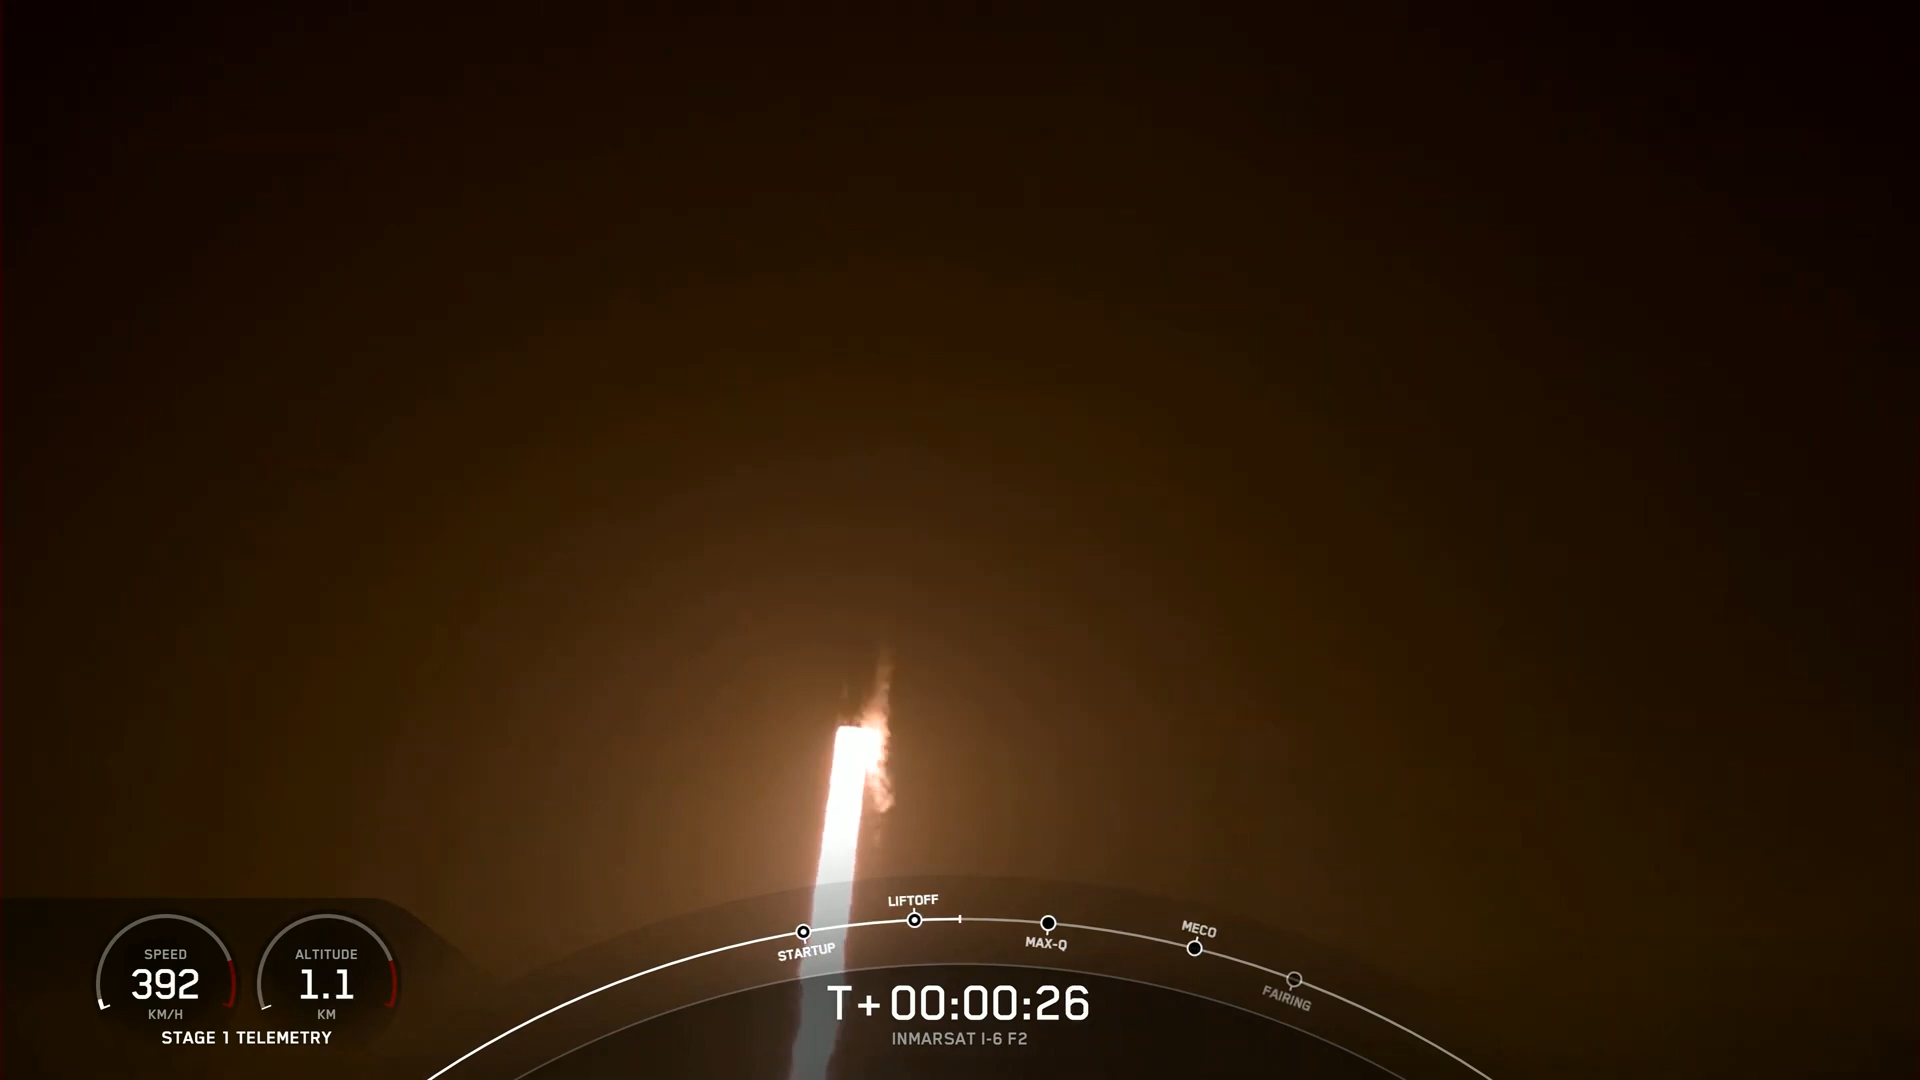 LIFTOFF
STARTUP
MAX-Q
MECO
FAIRING
SPEED
392
KM/H
ALTITUDE
1.1
KM
STAGE 1 TELEMETRY
T+00:00:26
INMARSAT I-6 F2